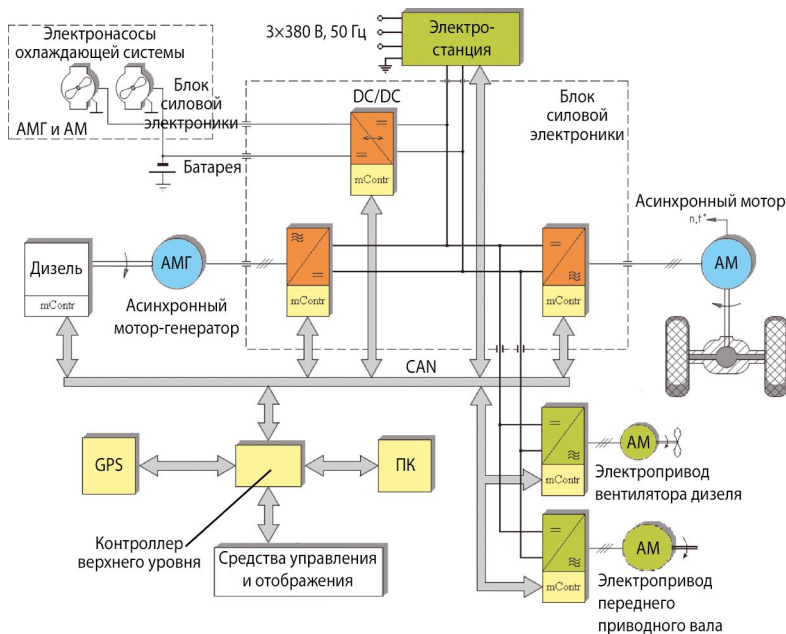 Электронасосы
охлаждающей системы
АМГ и АМ
Блок
силовой
электроники
Батарея
3×380 В, 50 Гц
Электро-
станция
DC/DC
mContr
Блок
силовой
электроники
Дизель
mContr
АМГ
Асинхронный
мотор-генератор
mContr
mContr
Асинхронный мотор
n,t°
АМ
CAN
GPS
ПК
Контроллер
верхнего уровня
Средства управления
и отображения
mContr
АМ
Электропривод
вентилятора дизеля
mContr
АМ
Электропривод
переднего
приводного вала